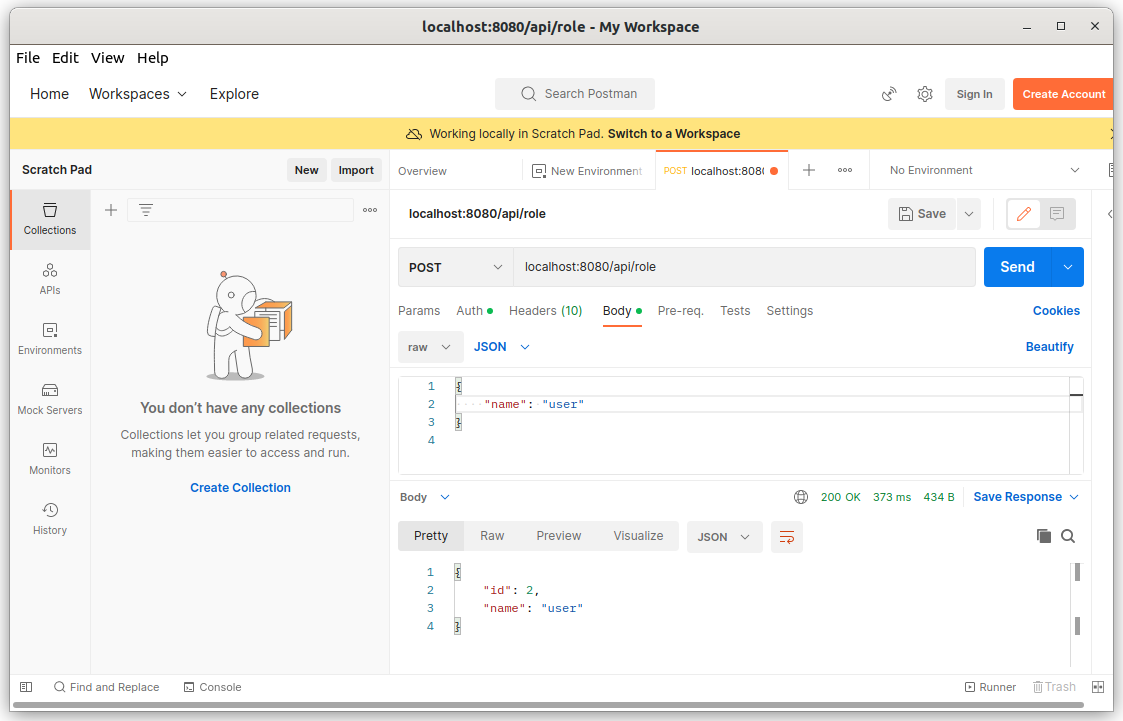 localhost:8080/api/role - My Workspace
File Edit View Help
Home Workspaces Explore Search Postman Sign In Create Account
Working locally in Scratch Pad. Switch to a Workspace
Scratch Pad New Import Overview New Environment POST localhost:808 No Environment
Collections
APIs
Environments
Mock Servers
Monitors
History
You don't have any collections
Collections let you group related requests,
making them easier to access and run.
Create Collection
localhost:8080/api/role Save
POST localhost:8080/api/role Send
Params Auth Headers (10) Body Pre-req. Tests Settings Cookies
raw JSON Beautify
1 {
2 "name": "user"
3 }
4
Body 200 OK 373 ms 434 B Save Response
Pretty Raw Preview Visualize JSON
1 {
2 "id": 2,
3 "name": "user"
4 }
Find and Replace Console Runner Trash